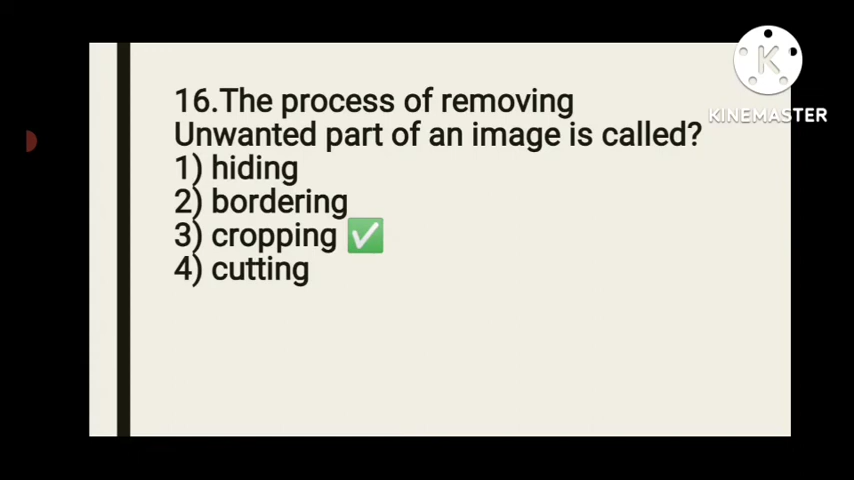 16.The process of removing
Unwanted part of an image is called?
1) hiding
2) bordering
3) cropping ✅
4) cutting
K
KINEMASTER